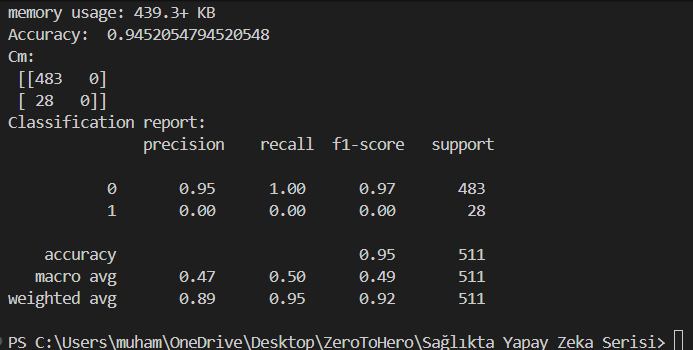 memory usage: 439.3+ KB
Accuracy:  0.9452054794520548
Cm:
 [[483   0]
 [ 28   0]]
Classification report:
              precision    recall  f1-score   support

           0       0.95      1.00      0.97       483
           1       0.00      0.00      0.00        28

    accuracy                           0.95       511
   macro avg       0.47      0.50      0.49       511
weighted avg       0.89      0.95      0.92       511

PS C:\Users\muham\OneDrive\Desktop\ZeroToHero\Sağlıkta Yapay Zeka Serisi>